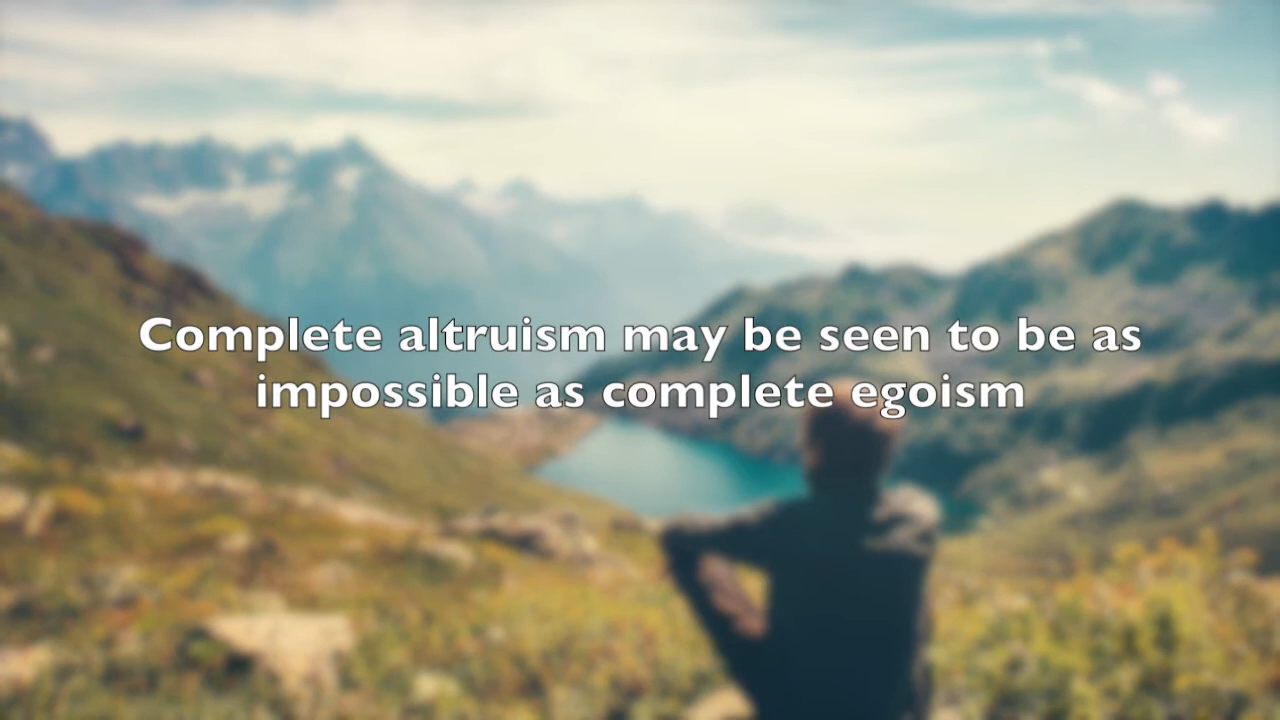 Complete altruism may be seen to be as
impossible as complete egoism